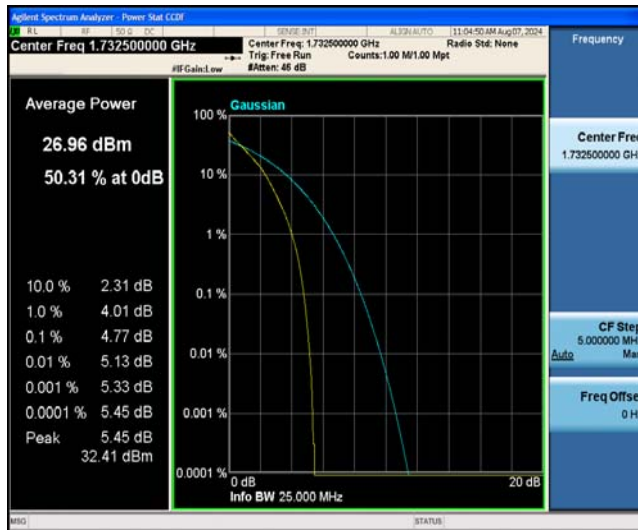 Agilent Spectrum Analyzer - Power Stat CCDF
RL RF 50 Ω DC SENSE:INT ALIGN AUTO 11:04:50 AM Aug 07, 2024
Center Freq 1.732500000 GHz
Center Freq: 1.732500000 GHz Radio Std: None
Trig: Free Run Counts:1.00 M/1.00 Mpt
#IFGain:Low #Atten: 46 dB
Frequency
Average Power
26.96 dBm
50.31 % at 0dB
10.0 % 2.31 dB
1.0 % 4.01 dB
0.1 % 4.77 dB
0.01 % 5.13 dB
0.001 % 5.33 dB
0.0001 % 5.45 dB
Peak 5.45 dB
32.41 dBm
Gaussian
100 %
10 %
1 %
0.1 %
0.01 %
0.001 %
0.0001 %
0 dB 20 dB
Info BW 25.000 MHz
Center Fre
1.732500000 GH
CF Step
5.000000 MH
Auto Ma
Freq Offse
0 H
MSG STATUS